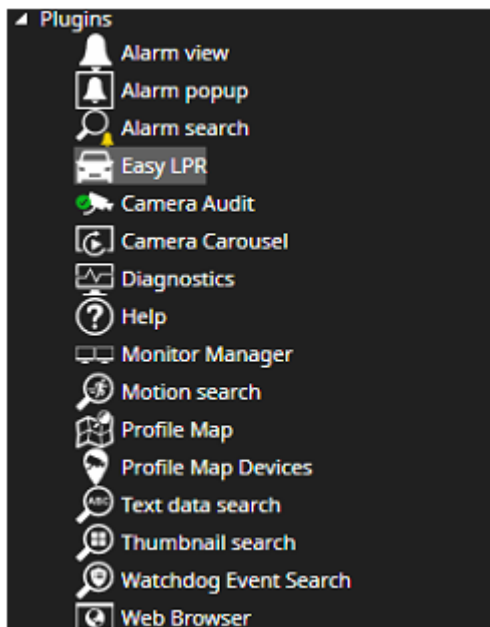 Plugins
Alarm view
Alarm popup
Alarm search
Easy LPR
Camera Audit
Camera Carousel
Diagnostics
Help
Monitor Manager
Motion search
Profile Map
Profile Map Devices
ABC
Text data search
Thumbnail search
Watchdog Event Search
Web Browser